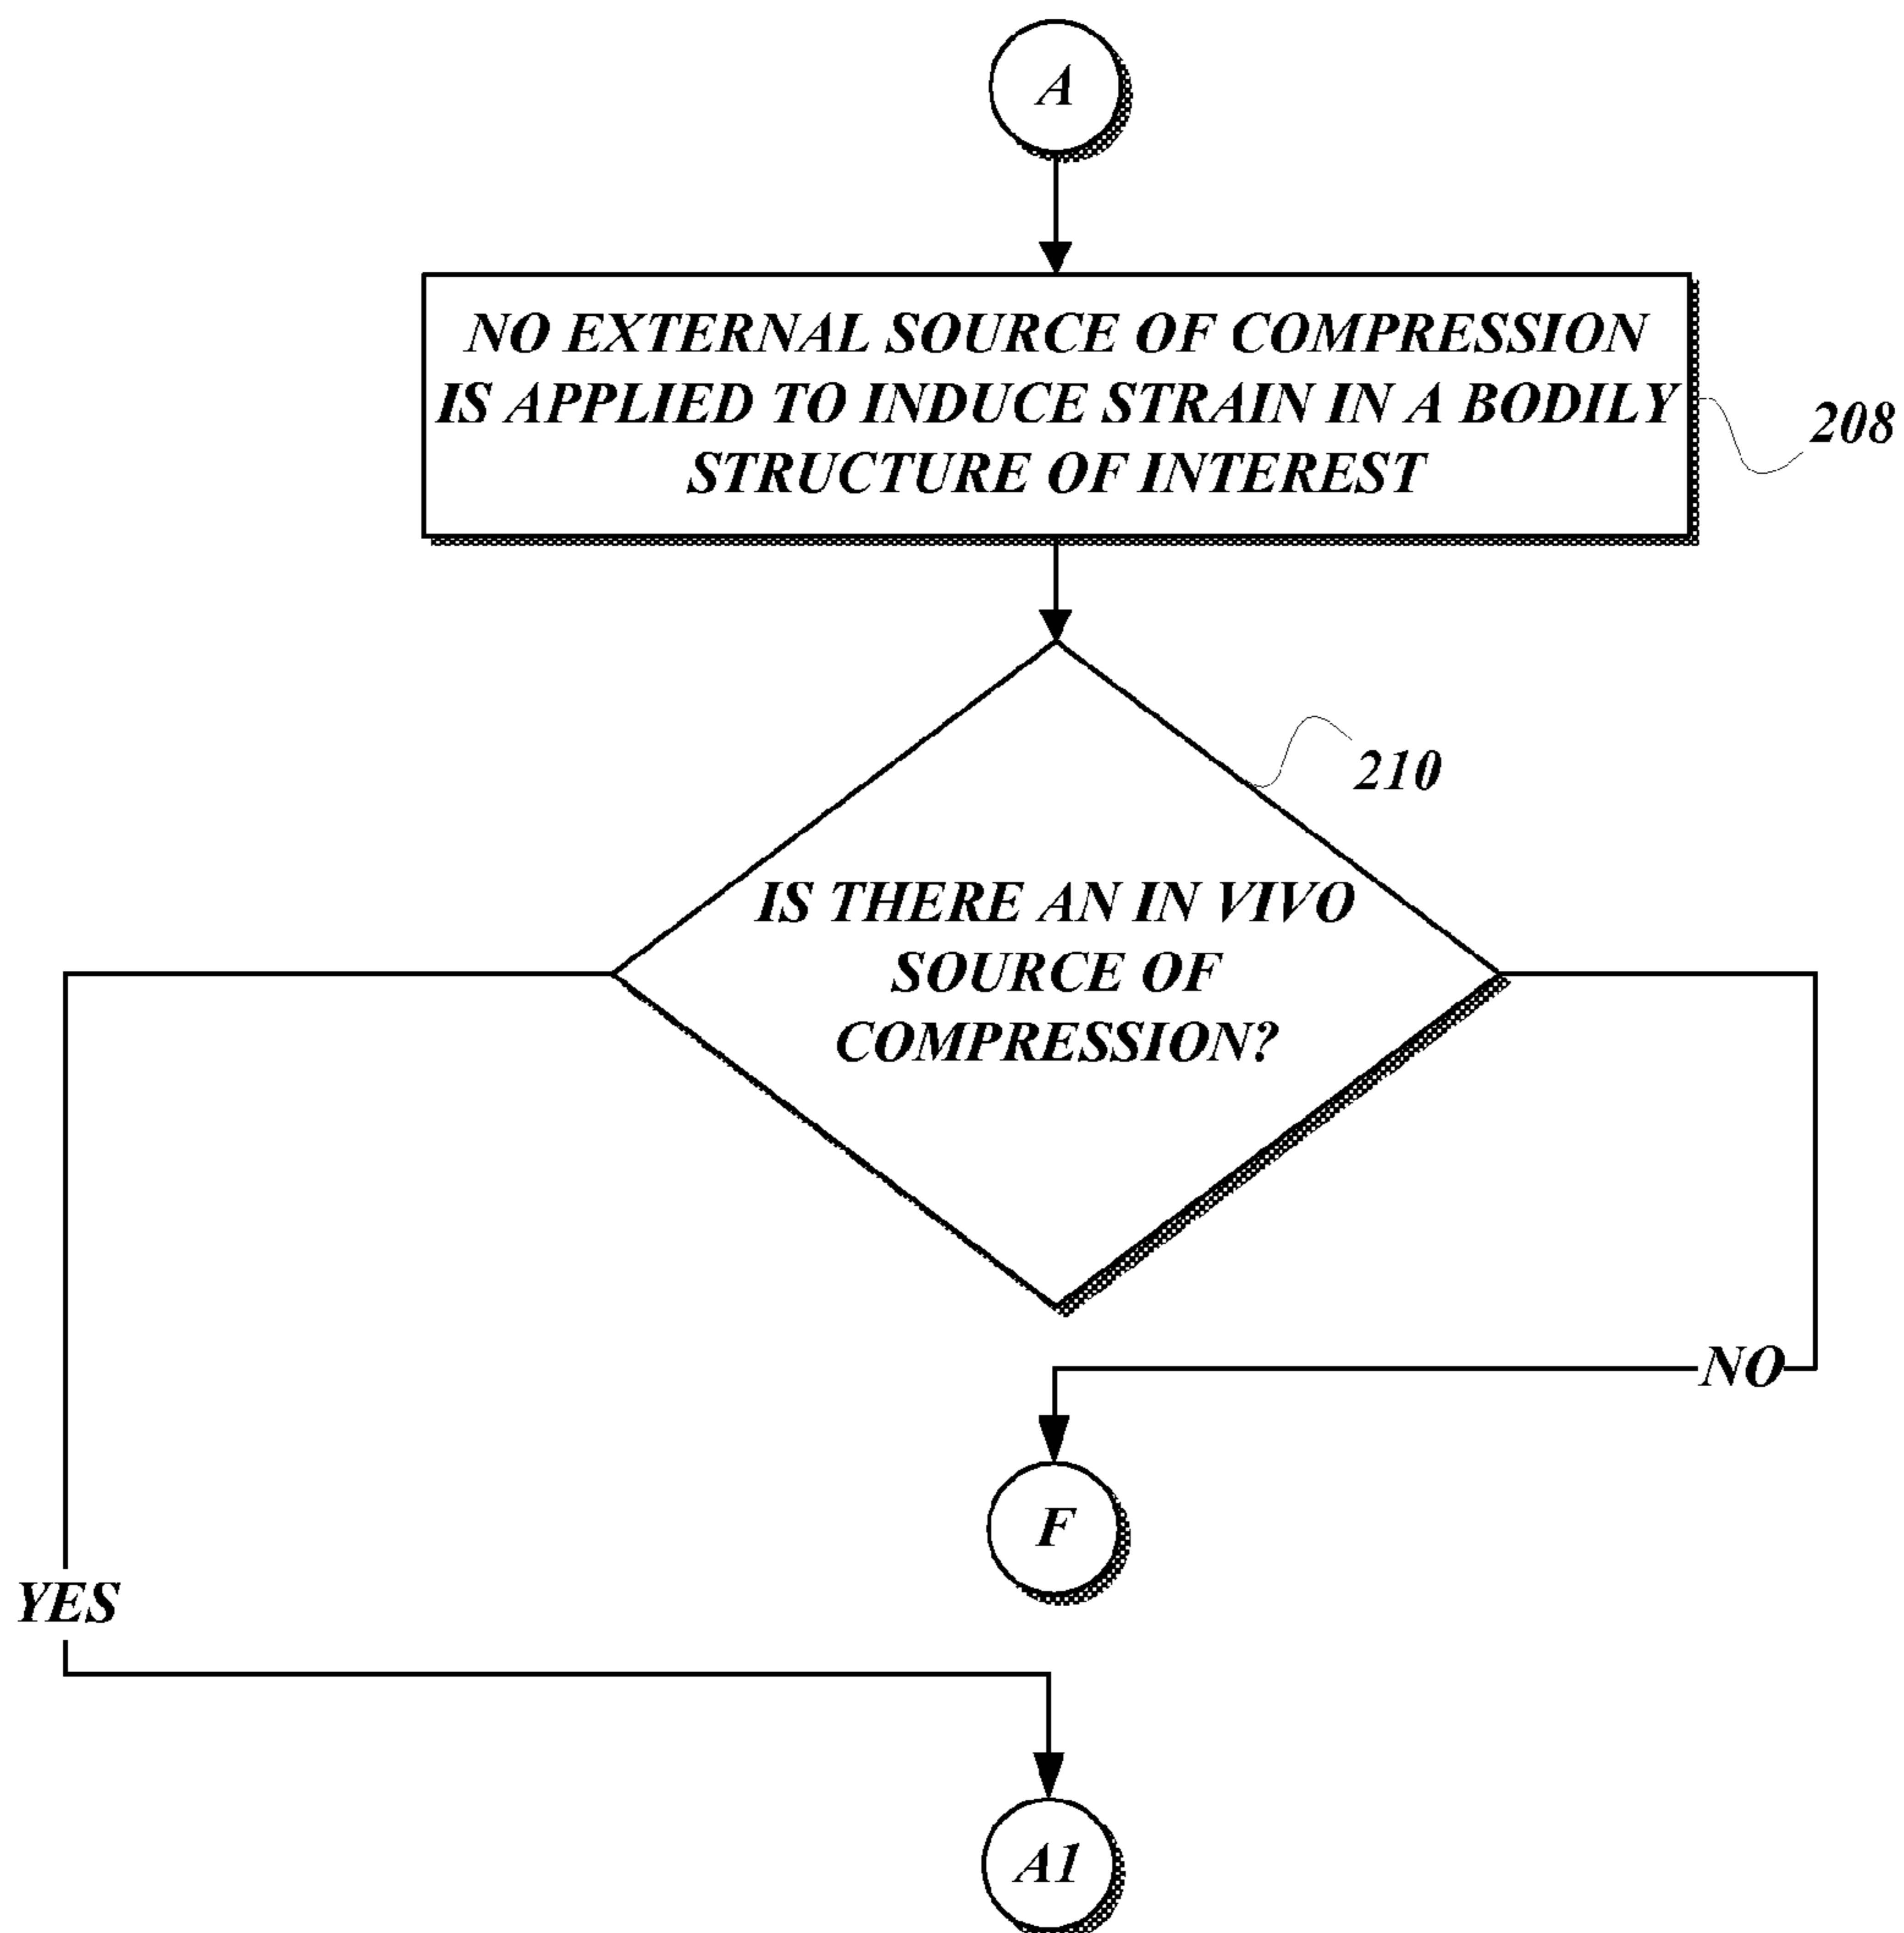 A
NO EXTERNAL SOURCE OF COMPRESSION
IS APPLIED TO INDUCE STRAIN IN A BODILY
STRUCTURE OF INTEREST
208
210
IS THERE AN IN VIVO
SOURCE OF
COMPRESSION?
NO
F
YES
A1